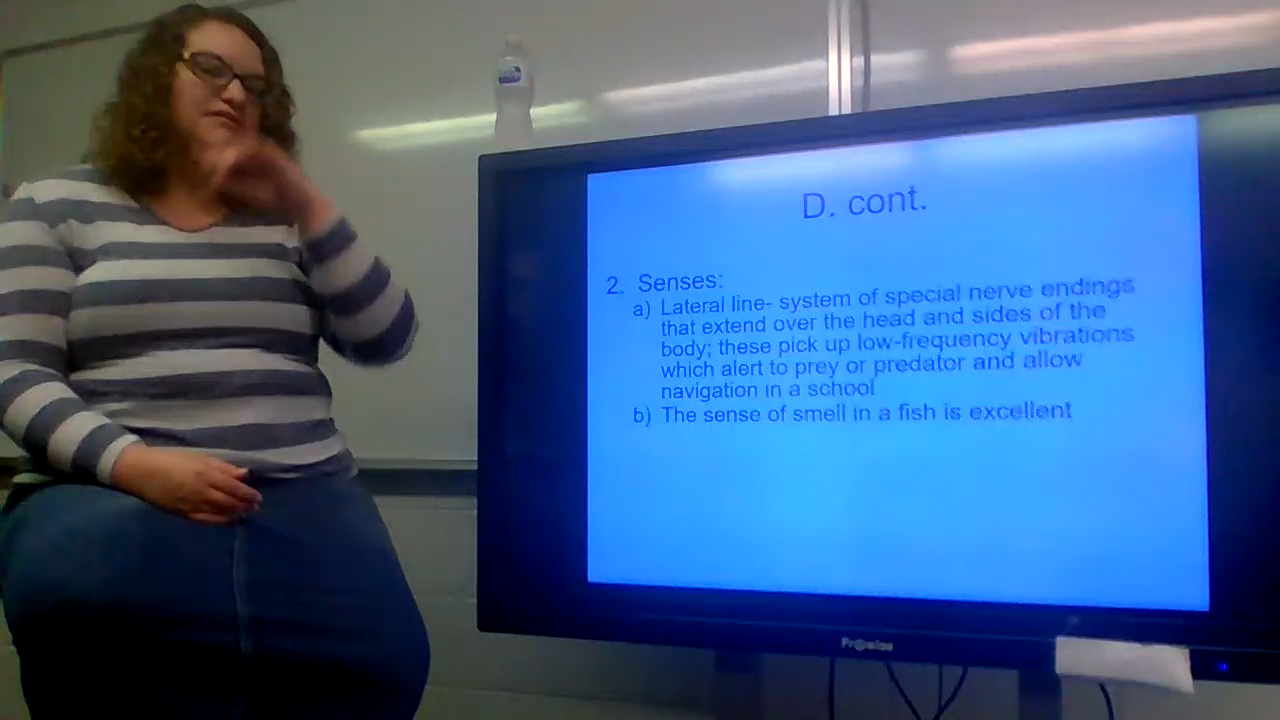 D. cont.
2. Senses:
a) Lateral line- system of special nerve endings
that extend over the head and sides of the
body; these pick up low-frequency vibrations
which alert to prey or predator and allow
navigation in a school
b) The sense of smell in a fish is excellent